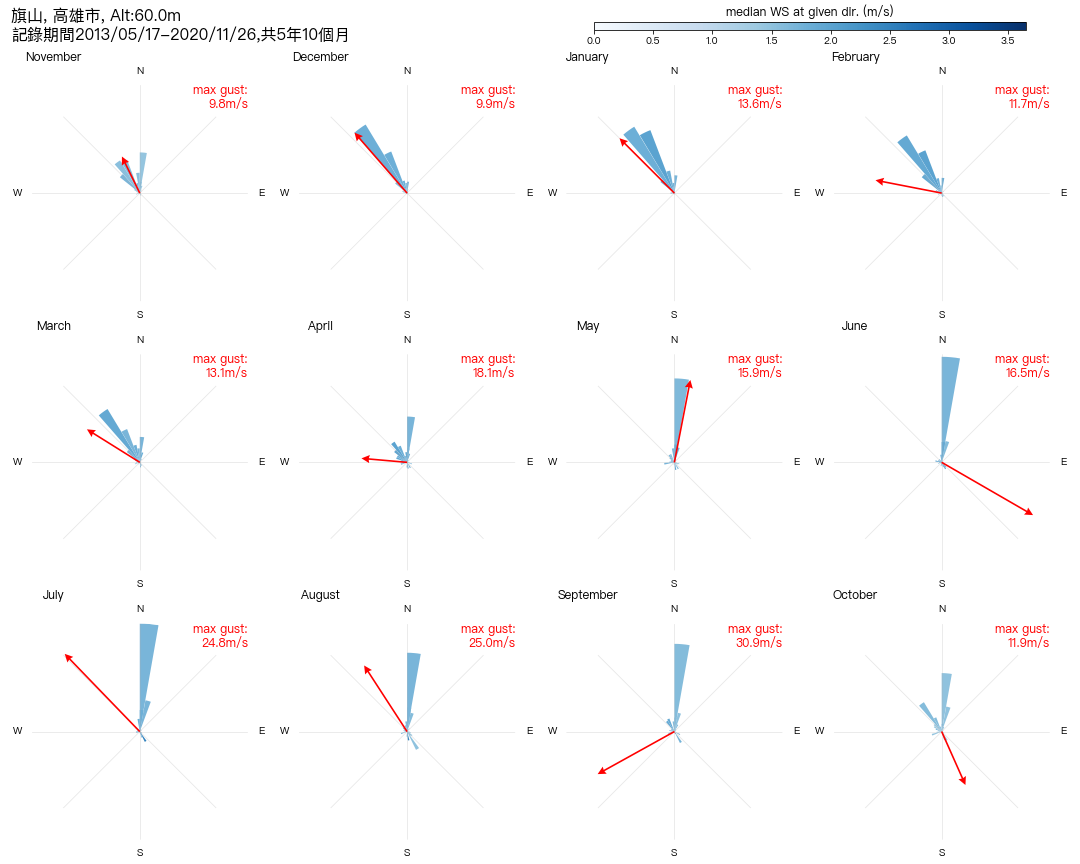 旗山, 高雄市, Alt:60.0m
記錄期間2013/05/17-2020/11/26,共5年10個月
median WS at given dir. (m/s)
0.0 0.5 1.0 1.5 2.0 2.5 3.0 3.5
November
N
max gust:
9.8m/s
W
E
S
December
N
max gust:
9.9m/s
W
E
S
January
N
max gust:
13.6m/s
W
E
S
February
N
max gust:
11.7m/s
W
E
S
March
N
max gust:
13.1m/s
W
E
S
April
N
max gust:
18.1m/s
W
E
S
May
N
max gust:
15.9m/s
W
E
S
June
N
max gust:
16.5m/s
W
E
S
July
N
max gust:
24.8m/s
W
E
S
August
N
max gust:
25.0m/s
W
E
S
September
N
max gust:
30.9m/s
W
E
S
October
N
max gust:
11.9m/s
W
E
S